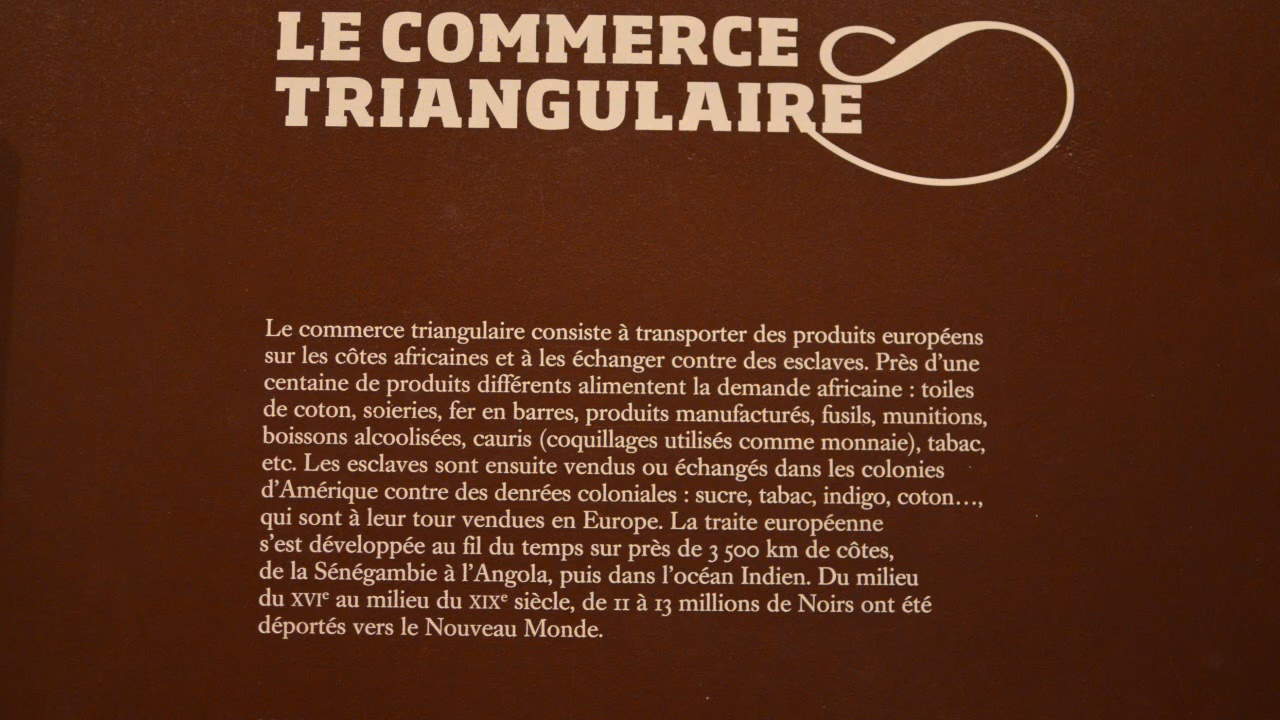 LE COMMERCE
TRIANGULAIRE
Le commerce triangulaire consiste à transporter des produits européens
sur les côtes africaines et à les échanger contre des esclaves. Près d’une
centaine de produits différents alimentent la demande africaine : toiles
de coton, soieries, fer en barres, produits manufacturés, fusils, munitions,
boissons alcoolisées, cauris (coquillages utilisés comme monnaie), tabac,
etc. Les esclaves sont ensuite vendus ou échangés dans les colonies
d’Amérique contre des denrées coloniales : sucre, tabac, indigo, coton…,
qui sont à leur tour vendues en Europe. La traite européenne
s’est développée au fil du temps sur près de 3 500 km de côtes,
de la Sénégambie à l’Angola, puis dans l’océan Indien. Du milieu
du XVIe au milieu du XIXe siècle, de 11 à 13 millions de Noirs ont été
déportés vers le Nouveau Monde.